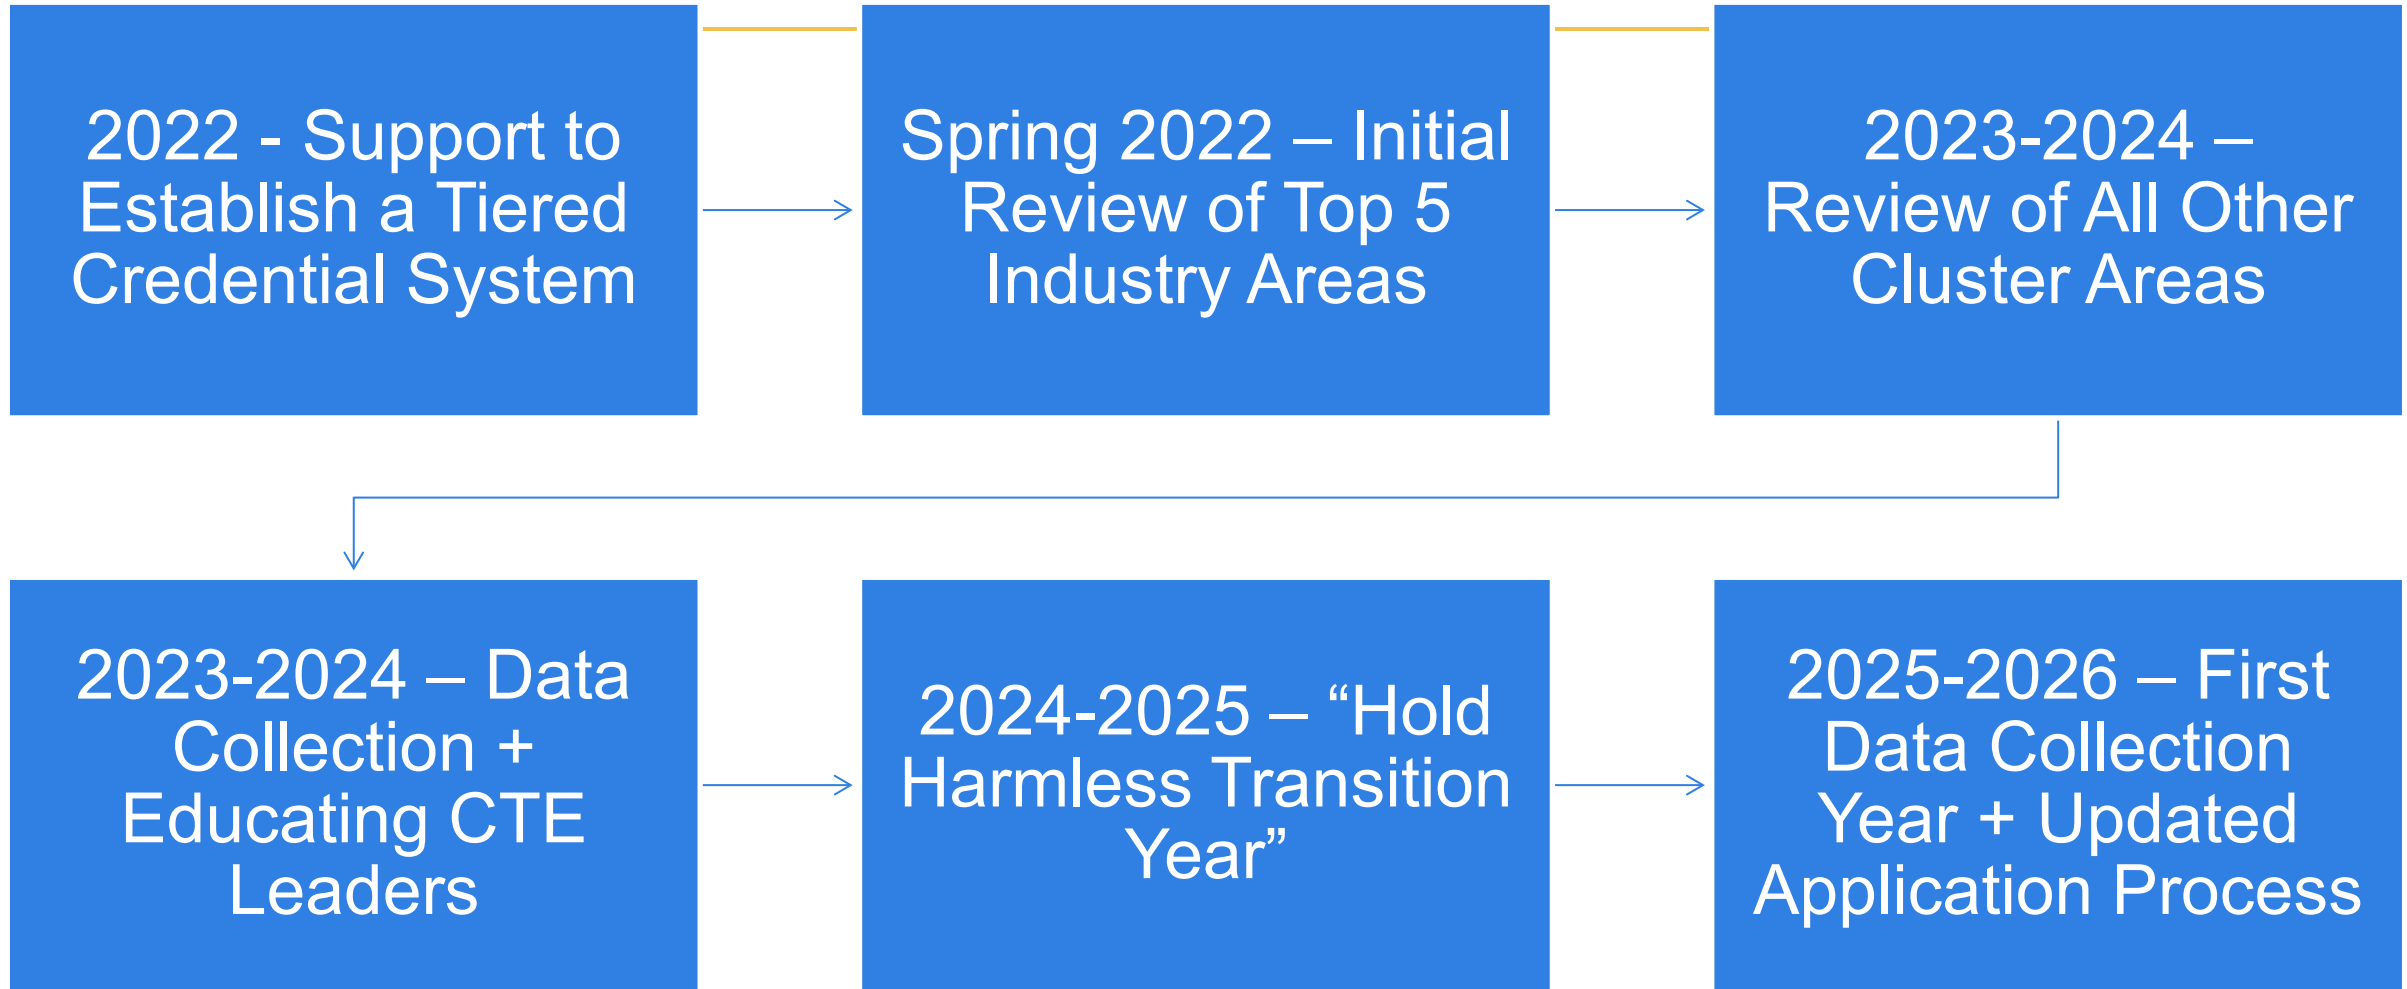 2022 - Support to
Establish a Tiered
Credential System
Spring 2022 – Initial
Review of Top 5
Industry Areas
2023-2024 –
Review of All Other
Cluster Areas
2023-2024 – Data
Collection +
Educating CTE
Leaders
2024-2025 – “Hold
Harmless Transition
Year”
2025-2026 – First
Data Collection
Year + Updated
Application Process